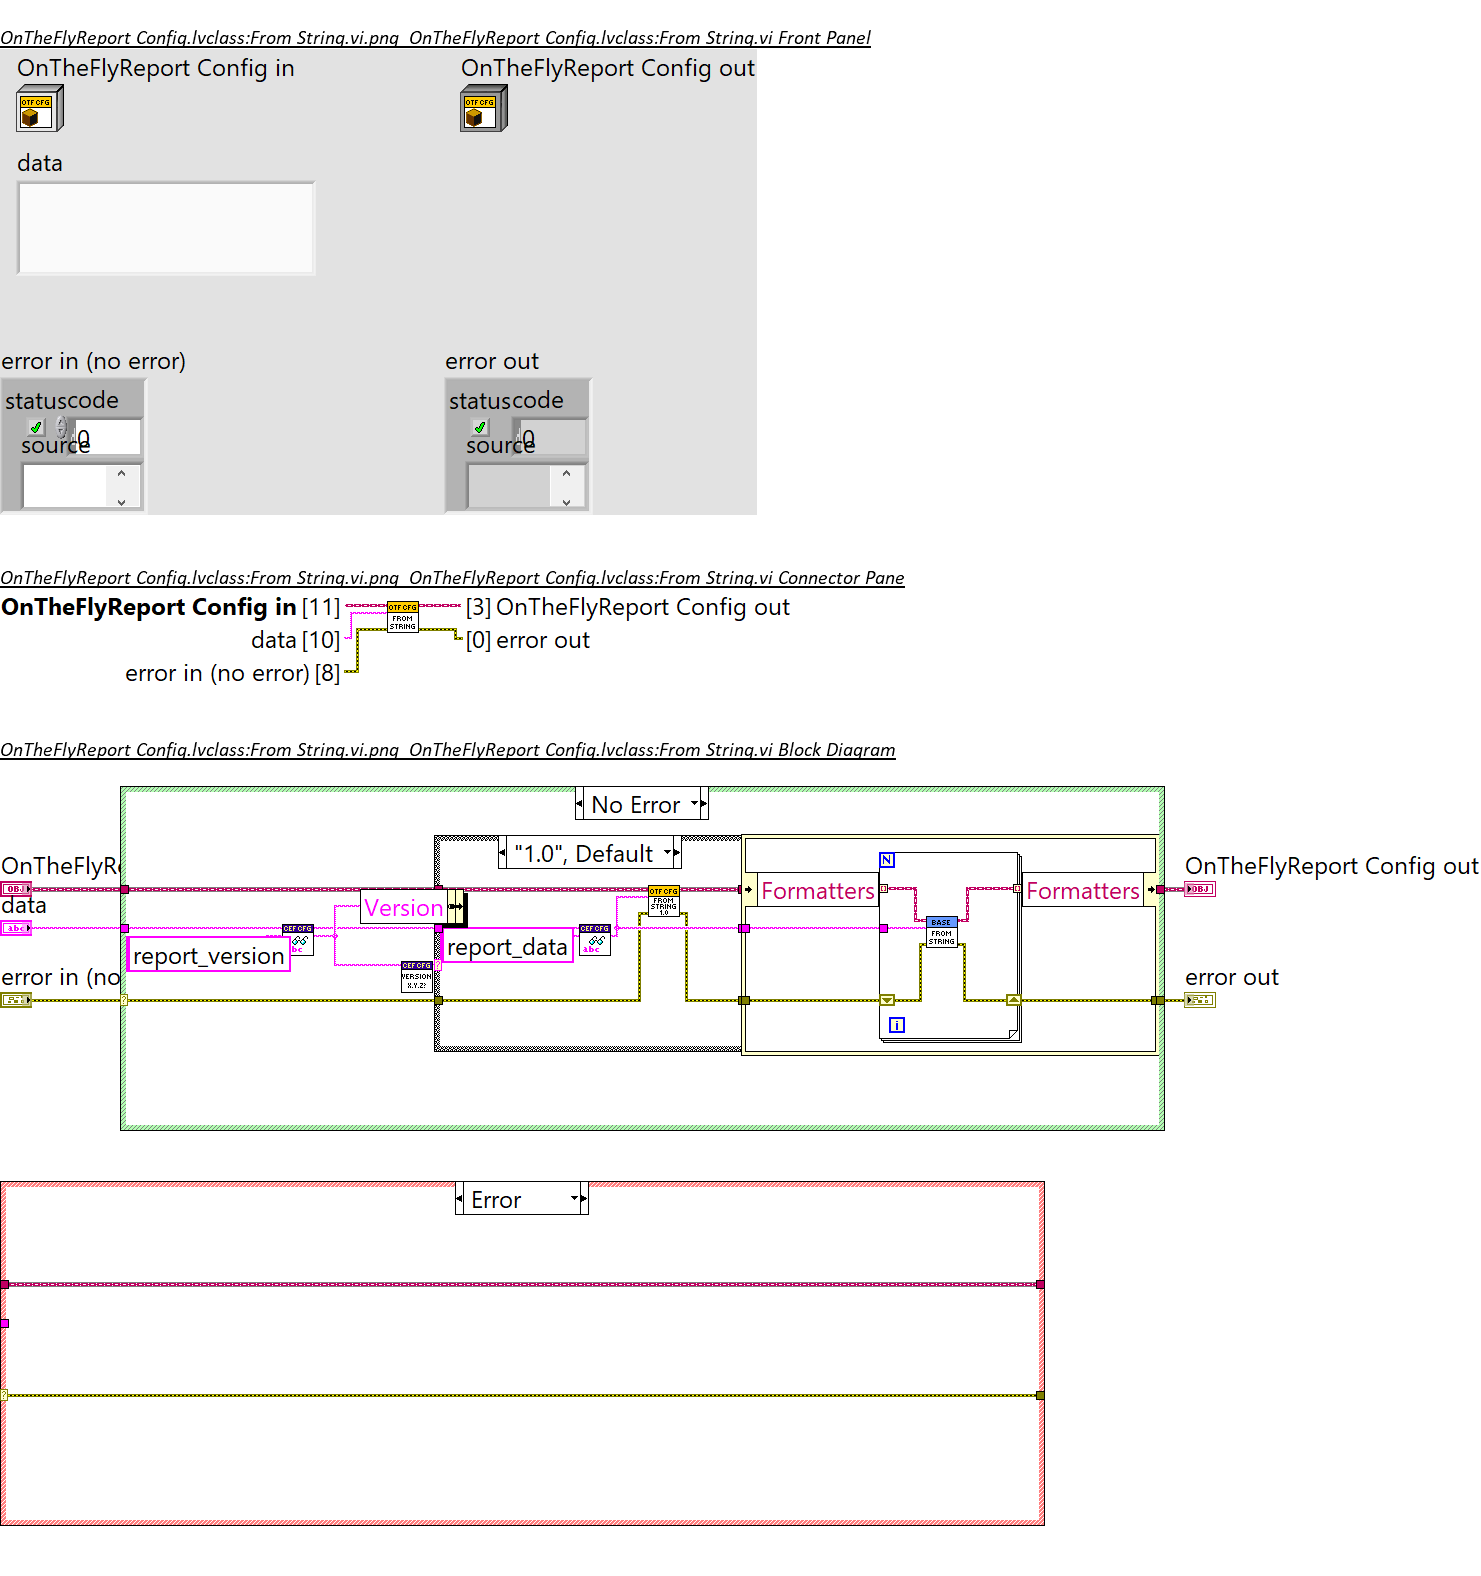 OnTheFlyReport Config.lvclass:From String.vi.png OnTheFlyReport Config.lvclass:From String.vi Front Panel
OnTheFlyReport Config in
OnTheFlyReport Config out
OTF CFG
OTF CFG
data
error in (no error)
error out
status code
status code
0
0
source
source
OnTheFlyReport Config.lvclass:From String.vi.png OnTheFlyReport Config.lvclass:From String.vi Connector Pane
OnTheFlyReport Config in [11]
OTF CFG
FROM
STRING
[3] OnTheFlyReport Config out
data [10]
[0] error out
error in (no error) [8]
OnTheFlyReport Config.lvclass:From String.vi.png OnTheFlyReport Config.lvclass:From String.vi Block Diagram
No Error
"1.0", Default
N
OnTheFlyR
OnTheFlyReport Config out
OBJ
Formatters
Formatters
OBJ
OTF CFG
FROM
STRING
1.0
data
Version
abc
CEF CFG
abc
report_version
CEF CFG
VERSION
X.Y.Z?
report_data
CEF CFG
abc
BASE
FROM
STRING
error in (no
error out
?
i
Error
?